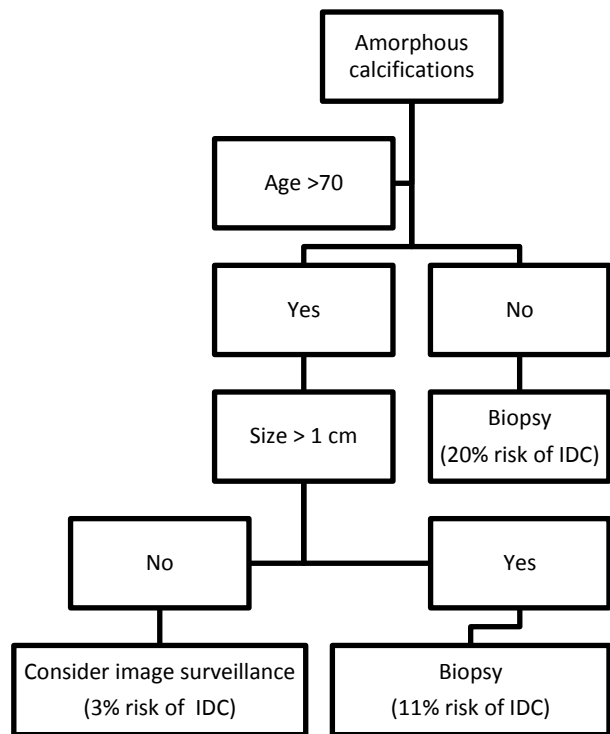 Amorphous
calcifications
Age >70
Yes
No
Size > 1 cm
Biopsy
(20% risk of IDC)
No
Yes
Consider image surveillance
(3% risk of  IDC)
Biopsy
(11% risk of IDC)